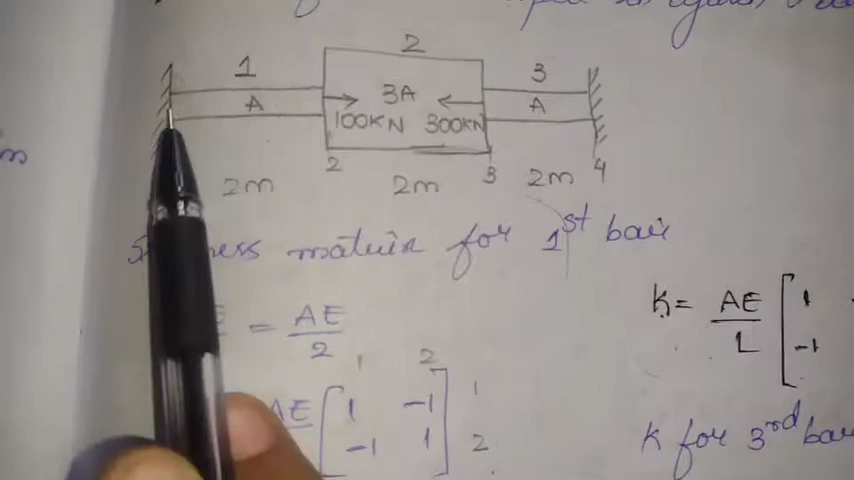 1 2 3
A 3A A
100KN 300KN
2 3 4
2m 2m 2m
matrix for 1st bar
= AE/2
K = AE/L [ 1
-1
1 2
AE [ 1 -1 ] 1
-1 1 2
K for 3rd bar